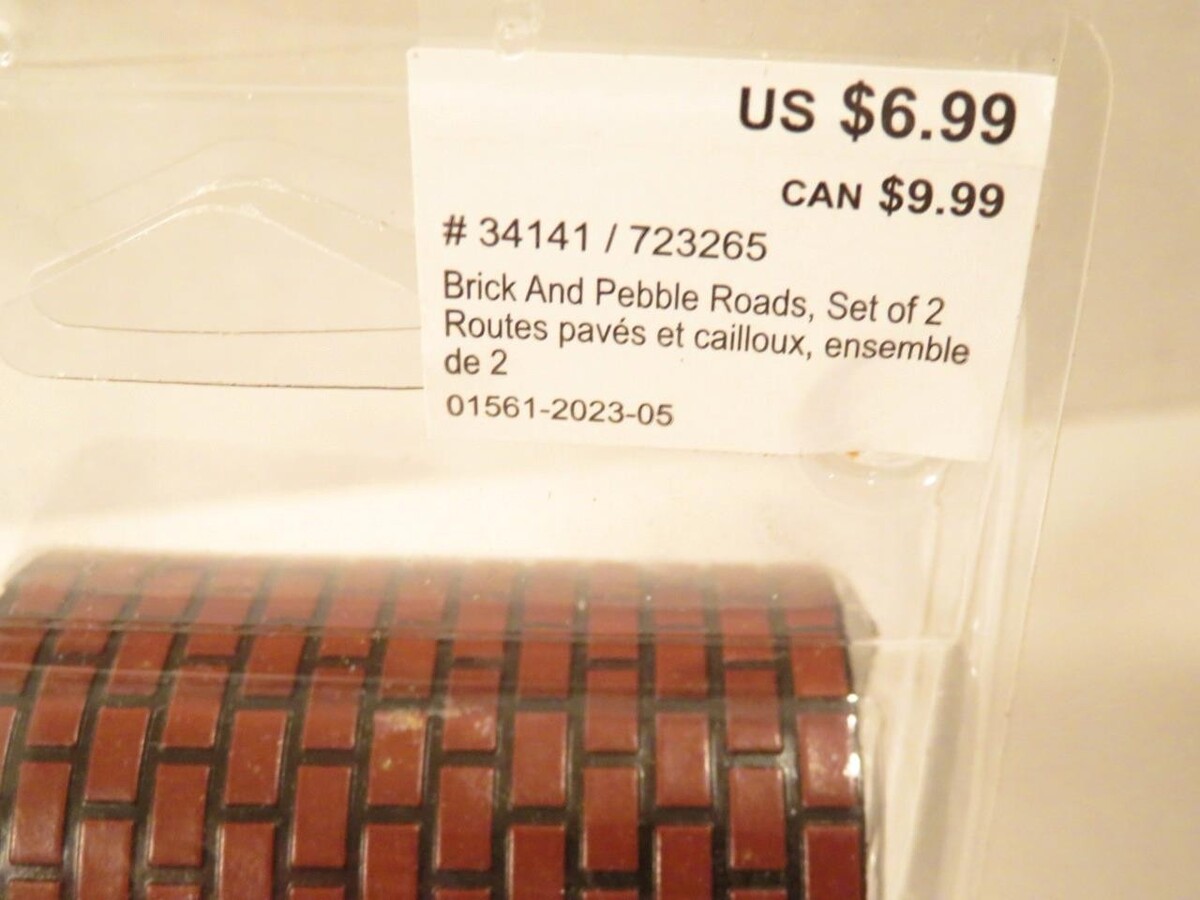 US $6.99
CAN $9.99
# 34141 / 723265
Brick And Pebble Roads, Set of 2
Routes pavés et cailloux, ensemble
de 2
01561-2023-05